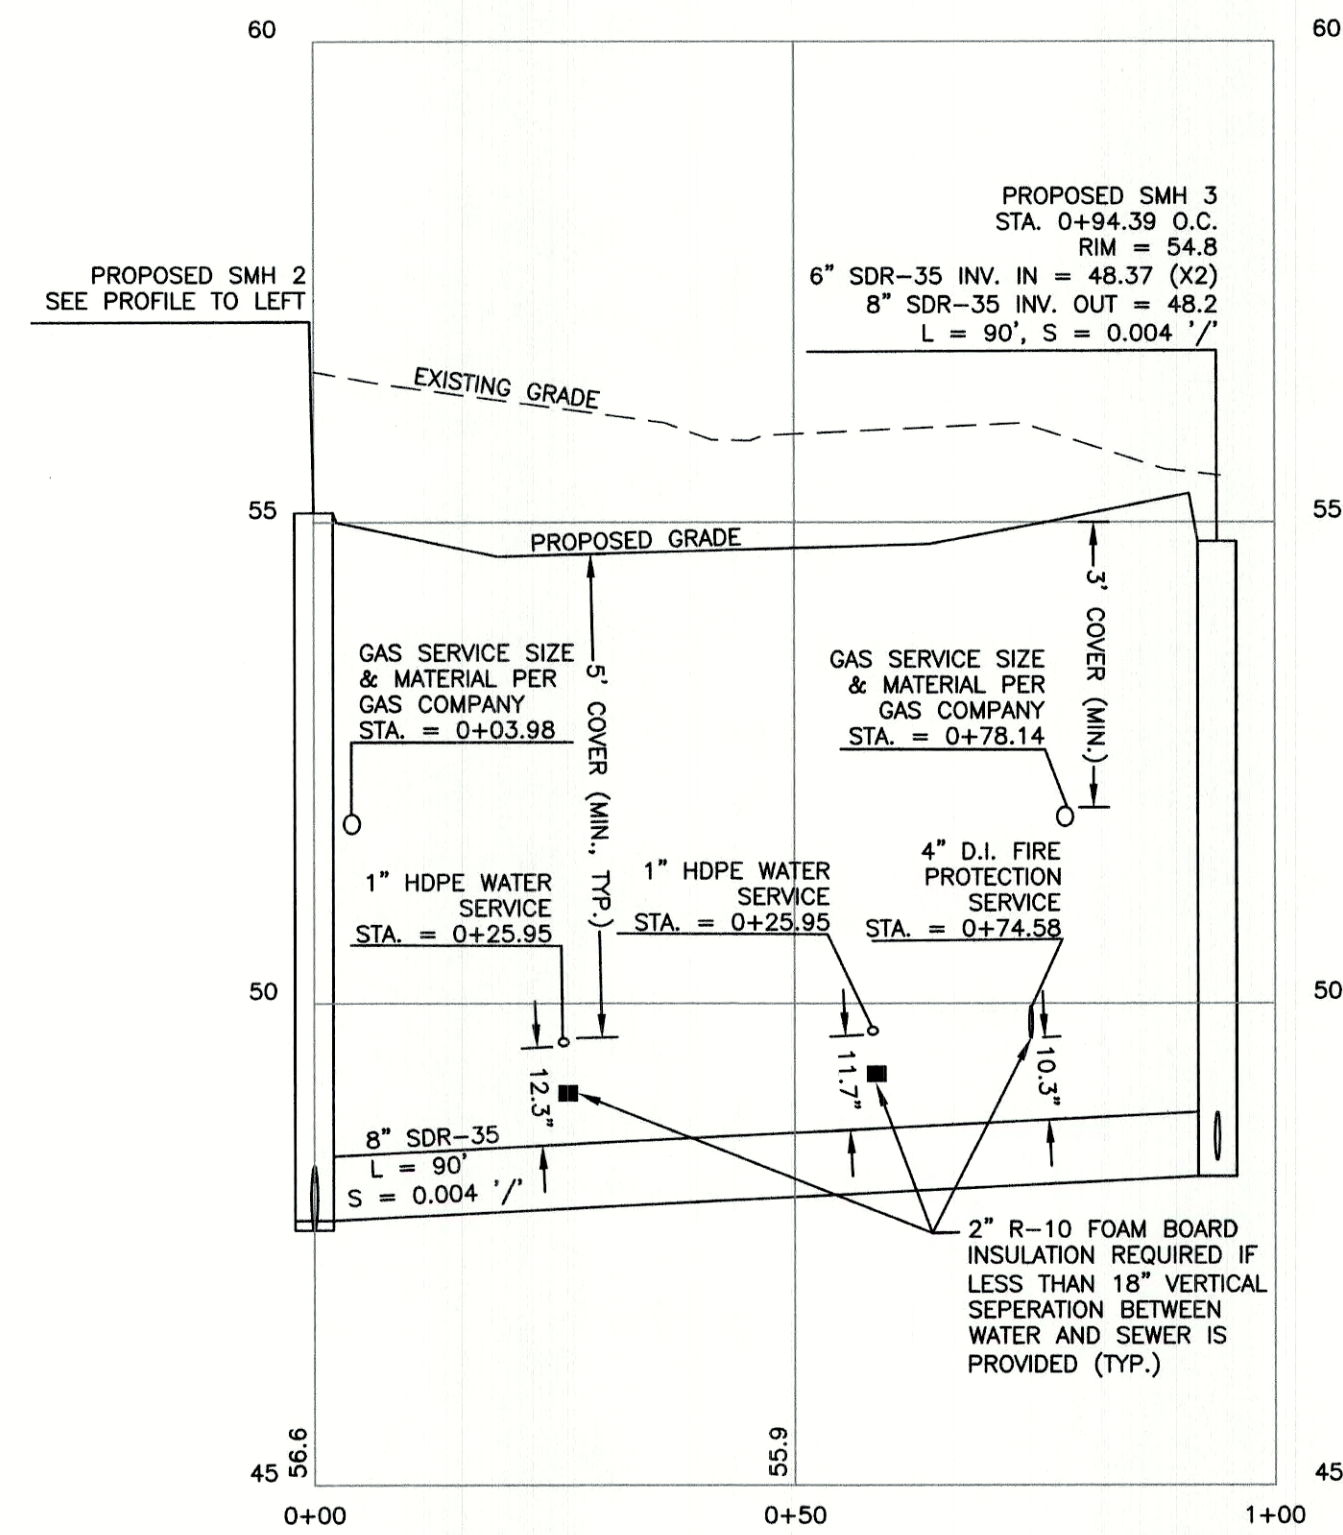 60
60
PROPOSED SMH 3
STA. 0+94.39 O.C.
RIM = 54.8
6" SDR-35 INV. IN = 48.37 (X2)
8" SDR-35 INV. OUT = 48.2
L = 90', S = 0.004 '/'
PROPOSED SMH 2
SEE PROFILE TO LEFT
EXISTING GRADE
55
55
PROPOSED GRADE
5' COVER (MIN., TYP.)
3' COVER (MIN.)
GAS SERVICE SIZE
& MATERIAL PER
GAS COMPANY
STA. = 0+03.98
GAS SERVICE SIZE
& MATERIAL PER
GAS COMPANY
STA. = 0+78.14
1" HDPE WATER
SERVICE
STA. = 0+25.95
1" HDPE WATER
SERVICE
STA. = 0+25.95
4" D.I. FIRE
PROTECTION
SERVICE
STA. = 0+74.58
50
50
12.3"
11.7"
10.3"
8" SDR-35
L = 90'
S = 0.004 '/'
2" R-10 FOAM BOARD
INSULATION REQUIRED IF
LESS THAN 18" VERTICAL
SEPERATION BETWEEN
WATER AND SEWER IS
PROVIDED (TYP.)
56.6
55.9
45
45
0+00
0+50
1+00